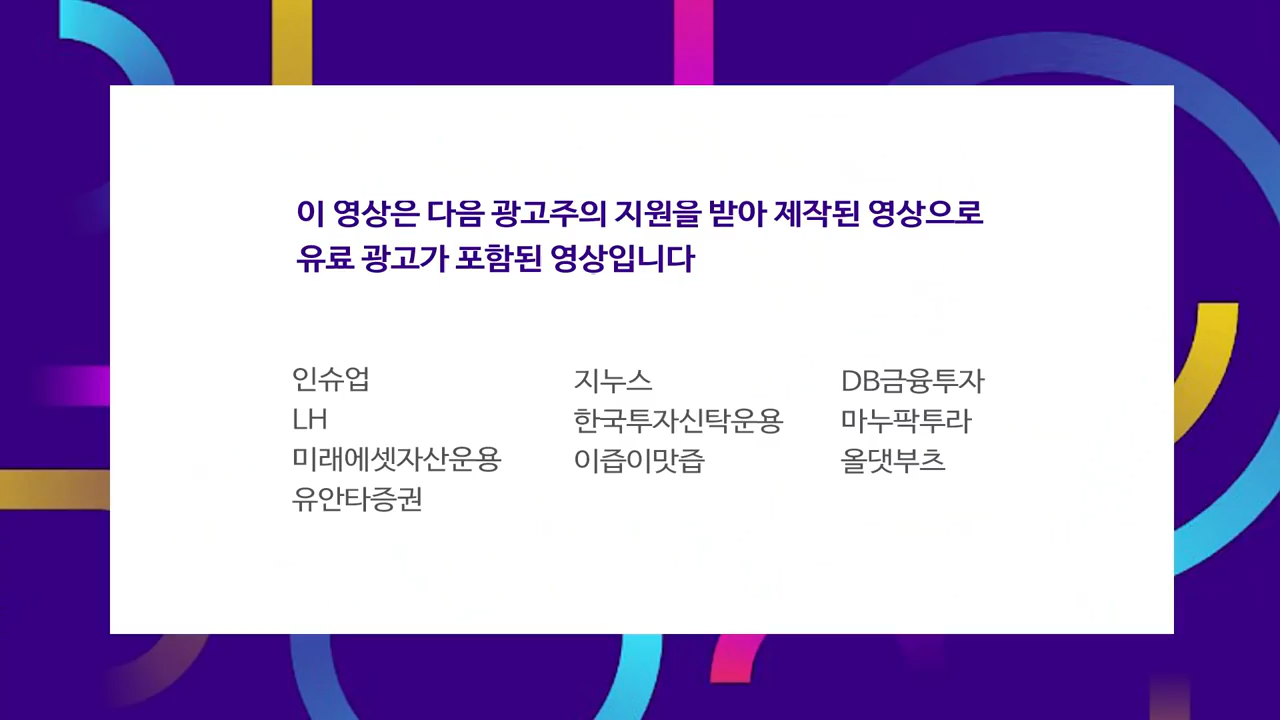 이 영상은 다음 광고주의 지원을 받아 제작된 영상으로
유료 광고가 포함된 영상입니다
인슈업
LH
미래에셋자산운용
유안타증권
지누스
한국투자신탁운용
이즙이맛즙
DB금융투자
마누팍투라
올댓부츠